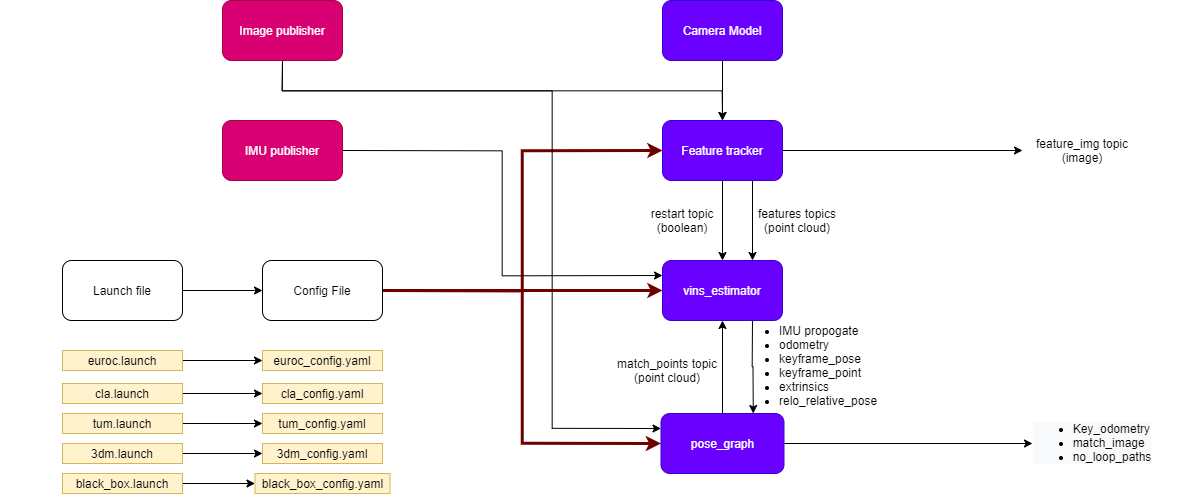 Image publisher
Camera Model
IMU publisher
Feature tracker
feature_img topic
(image)
restart topic
(boolean)
features topics
(point cloud)
Launch file
Config File
vins_estimator
IMU propogate
odometry
keyframe_pose
keyframe_point
extrinsics
relo_relative_pose
match_points topic
(point cloud)
euroc.launch
euroc_config.yaml
cla.launch
cla_config.yaml
tum.launch
tum_config.yaml
3dm.launch
3dm_config.yaml
black_box.launch
black_box_config.yaml
pose_graph
Key_odometry
match_image
no_loop_paths